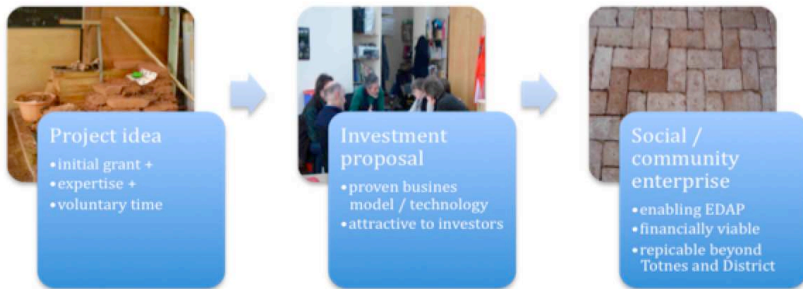 Project idea
•initial grant +
•expertise +
•voluntary time
Investment
proposal
•proven busines
model / technology
•attractive to investors
Social /
community
enterprise
•enabling EDAP
•financially viable
•repicable beyond
Totnes and District